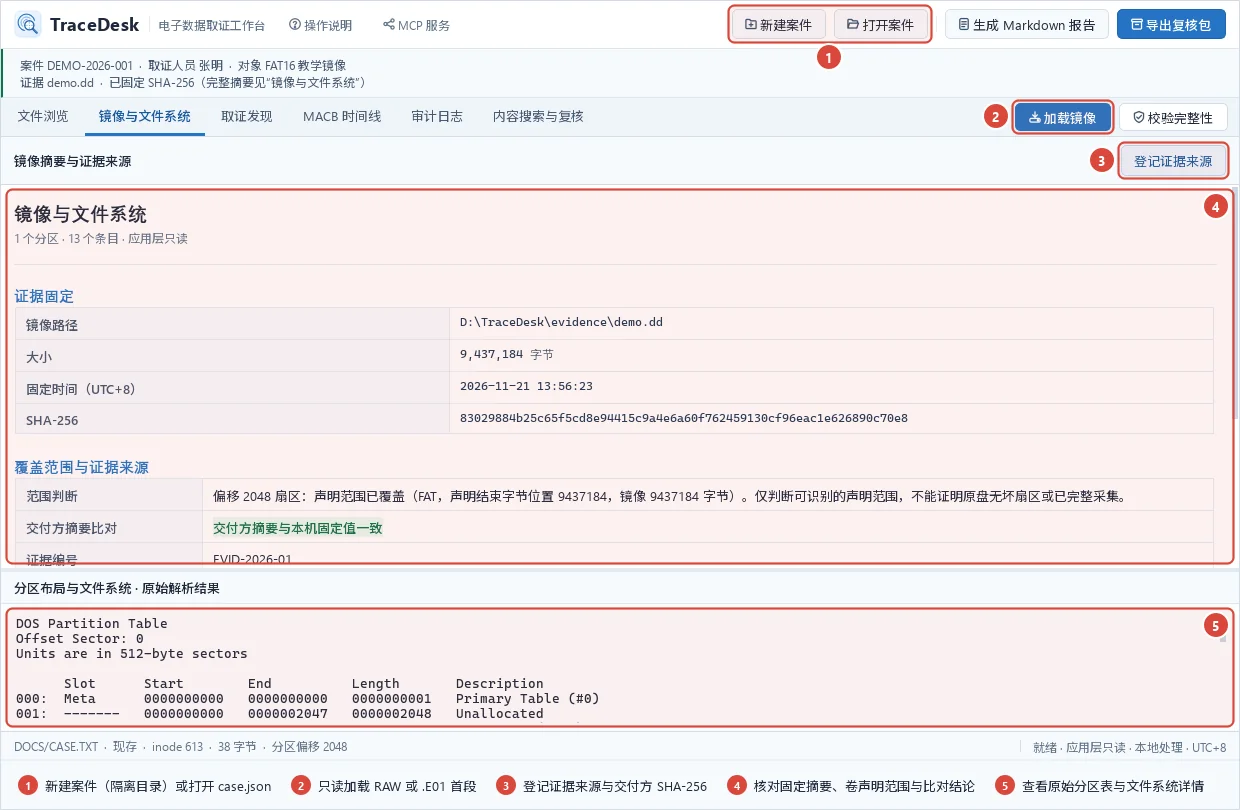 TraceDesk 电子数据取证工作台 操作说明 MCP 服务 新建案件 打开案件 生成 Markdown 报告 导出复核包
1
案件 DEMO-2026-001 · 取证人员 张明 · 对象 FAT16 教学镜像
证据 demo.dd · 已固定 SHA-256（完整摘要见“镜像与文件系统”）
文件浏览 镜像与文件系统 取证发现 MACB 时间线 审计日志 内容搜索与复核 2 加载镜像 校验完整性
镜像摘要与证据来源 3 登记证据来源
镜像与文件系统 4
1 个分区 · 13 个条目 · 应用层只读
证据固定
镜像路径 D:\TraceDesk\evidence\demo.dd
大小 9,437,184 字节
固定时间（UTC+8） 2026-11-21 13:56:23
SHA-256 83029884b25c65f5cd8e94415c9a4e6a60f762459130cf96eac1e626890c70e8
覆盖范围与证据来源
范围判断 偏移 2048 扇区：声明范围已覆盖（FAT，声明结束字节位置 9437184，镜像 9437184 字节）。仅判断可识别的声明范围，不能证明原盘无坏扇区或已完整采集。
交付方摘要比对 交付方摘要与本机固定值一致
证据编号 EVID-2026-01
分区布局与文件系统 · 原始解析结果
DOS Partition Table 5
Offset Sector: 0
Units are in 512-byte sectors
Slot Start End Length Description
000: Meta 0000000000 0000000000 0000000001 Primary Table (#0)
001: ------- 0000000000 0000002047 0000002048 Unallocated
DOCS/CASE.TXT · 现存 · inode 613 · 38 字节 · 分区偏移 2048 就绪 · 应用层只读 · 本地处理 · UTC+8
1 新建案件（隔离目录）或打开 case.json 2 只读加载 RAW 或 .E01 首段 3 登记证据来源与交付方 SHA-256 4 核对固定摘要、卷声明范围与比对结论 5 查看原始分区表与文件系统详情